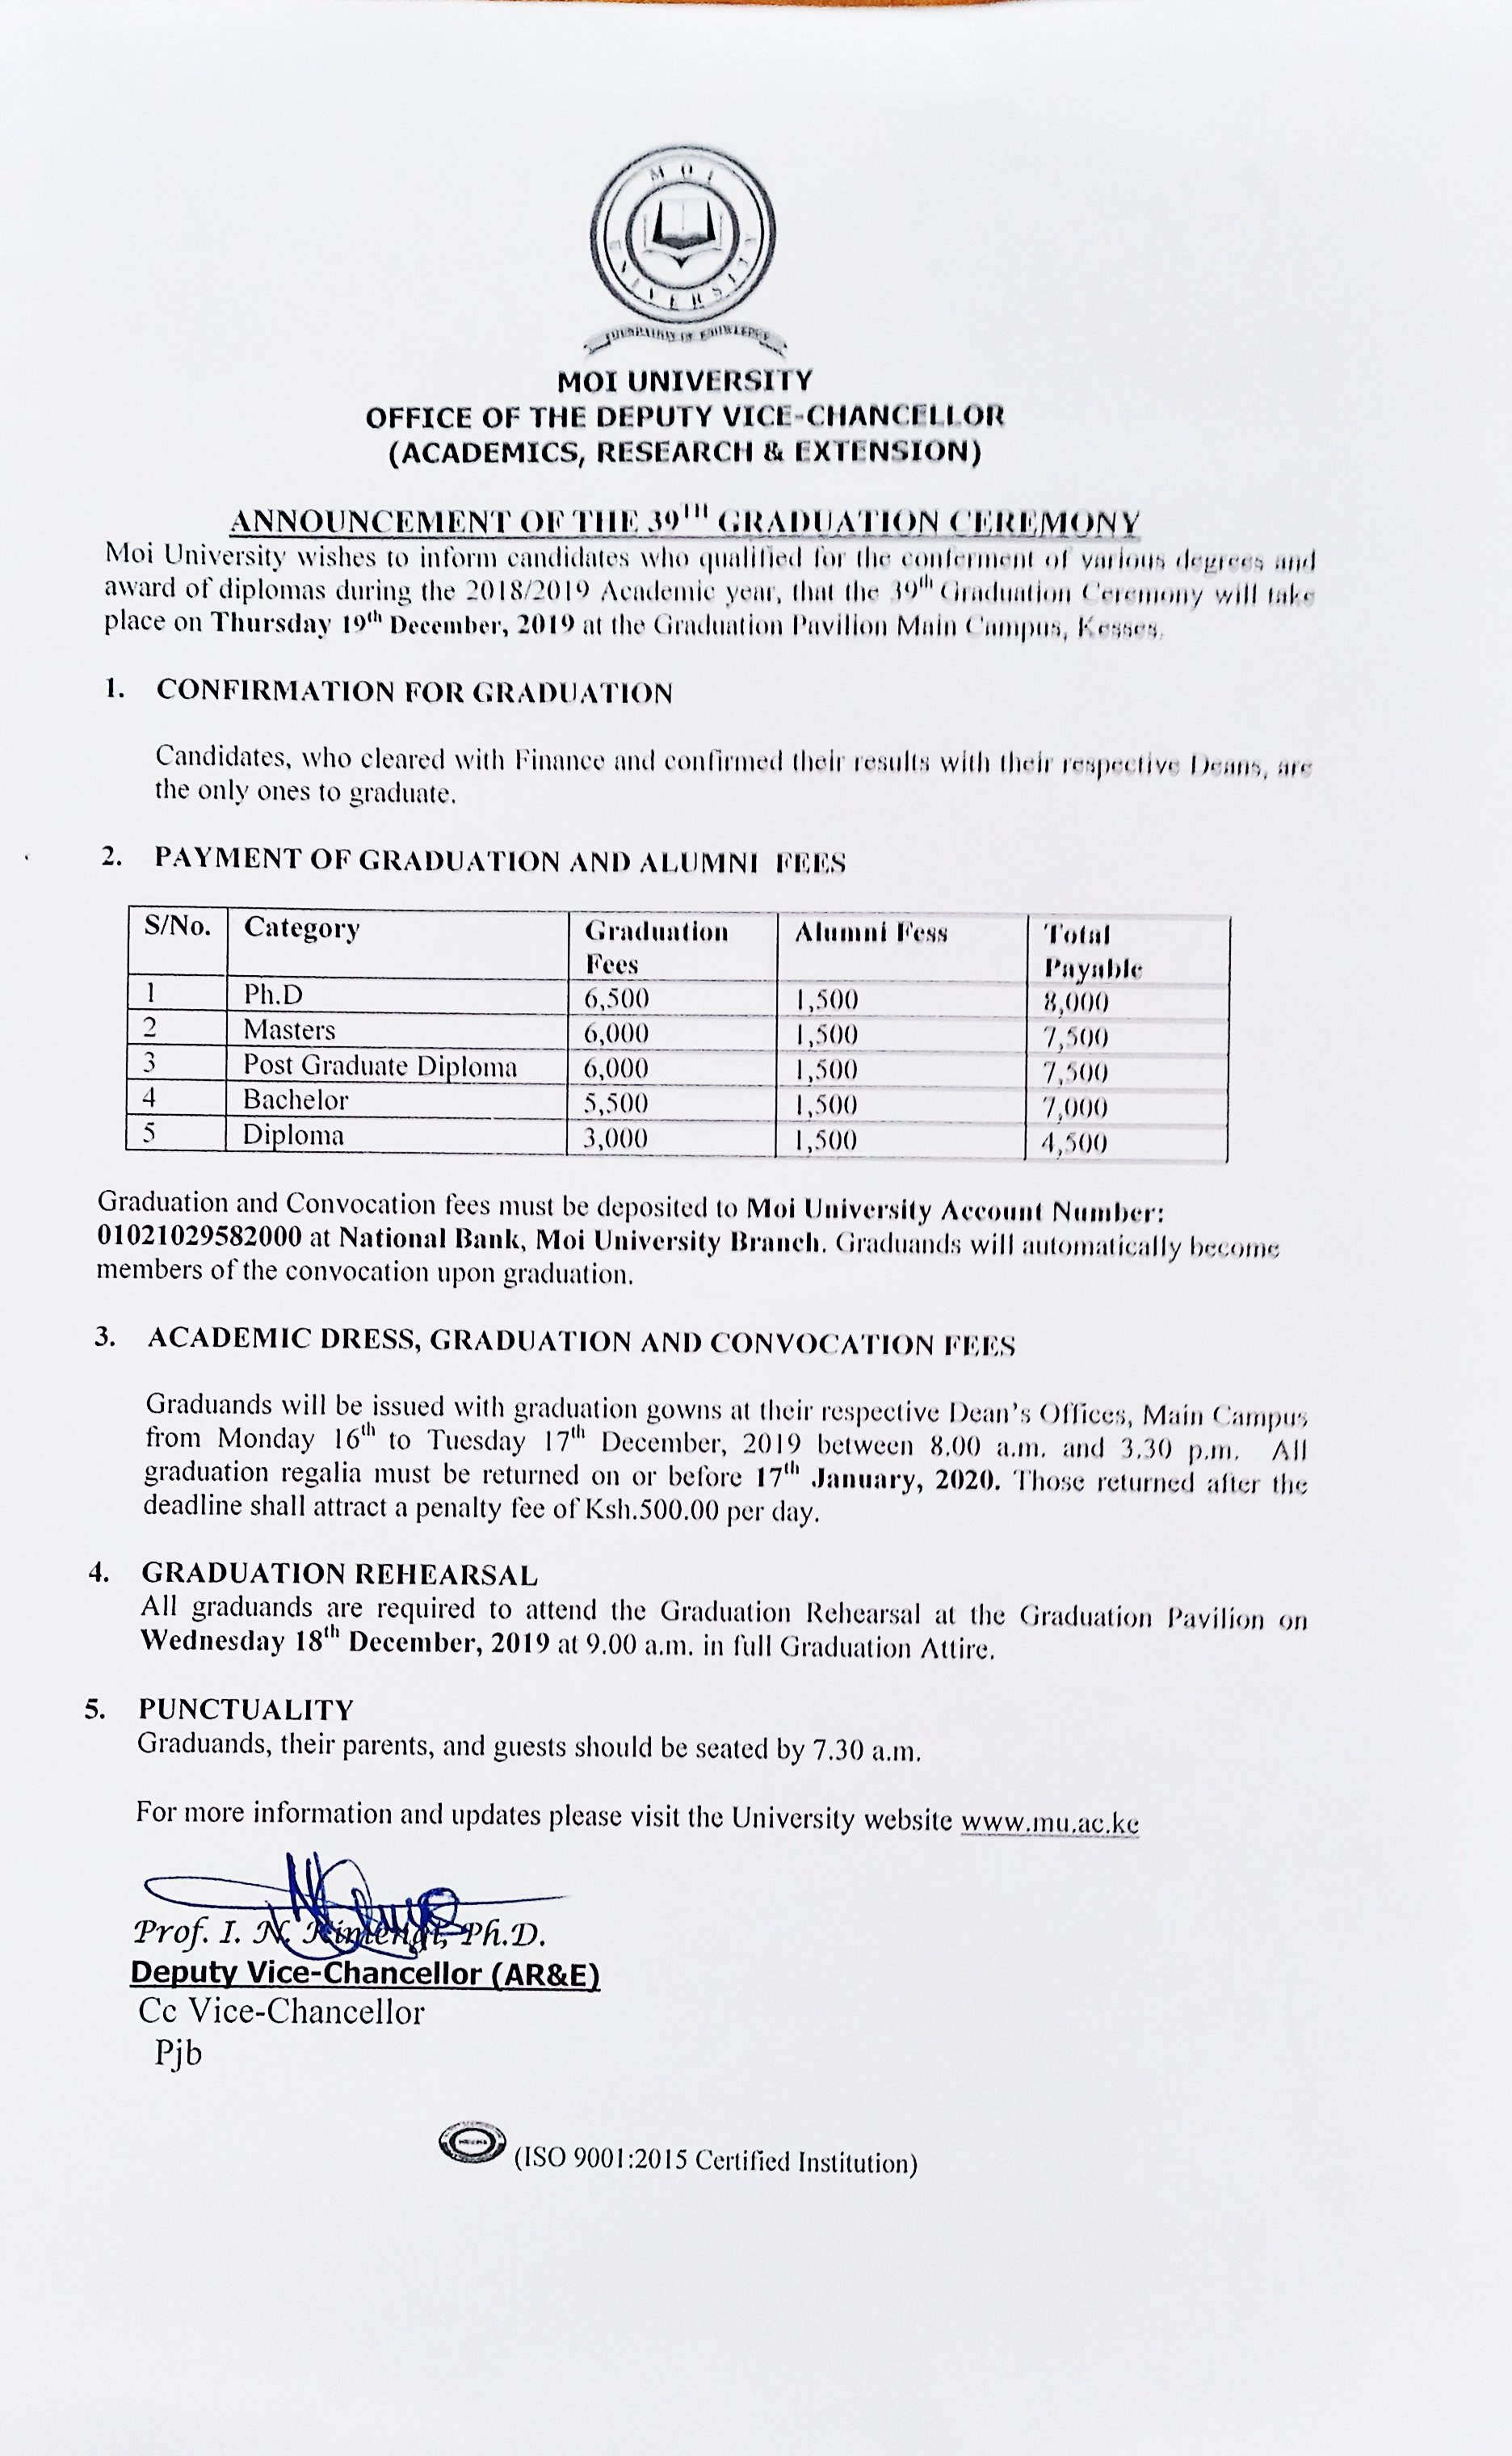 MOI
UNIVERSITY
FOUNDATION OF KNOWLEDGE
MOI UNIVERSITY
OFFICE OF THE DEPUTY VICE-CHANCELLOR
(ACADEMICS, RESEARCH & EXTENSION)
ANNOUNCEMENT OF THE 39TH GRADUATION CEREMONY
Moi University wishes to inform candidates who qualified for the conferment of various degrees and
award of diplomas during the 2018/2019 Academic year, that the 39th Graduation Ceremony will take
place on Thursday 19th December, 2019 at the Graduation Pavilion Main Campus, Kesses.
1. CONFIRMATION FOR GRADUATION
Candidates, who cleared with Finance and confirmed their results with their respective Deans, are
the only ones to graduate.
2. PAYMENT OF GRADUATION AND ALUMNI FEES
S/No. Category Graduation Fees Alumni Fess Total Payable
1 Ph.D 6,500 1,500 8,000
2 Masters 6,000 1,500 7,500
3 Post Graduate Diploma 6,000 1,500 7,500
4 Bachelor 5,500 1,500 7,000
5 Diploma 3,000 1,500 4,500
Graduation and Convocation fees must be deposited to Moi University Account Number:
01021029582000 at National Bank, Moi University Branch. Graduands will automatically become
members of the convocation upon graduation.
3. ACADEMIC DRESS, GRADUATION AND CONVOCATION FEES
Graduands will be issued with graduation gowns at their respective Dean's Offices, Main Campus
from Monday 16th to Tuesday 17th December, 2019 between 8.00 a.m. and 3.30 p.m. All
graduation regalia must be returned on or before 17th January, 2020. Those returned after the
deadline shall attract a penalty fee of Ksh.500.00 per day.
4. GRADUATION REHEARSAL
All graduands are required to attend the Graduation Rehearsal at the Graduation Pavilion on
Wednesday 18th December, 2019 at 9.00 a.m. in full Graduation Attire.
5. PUNCTUALITY
Graduands, their parents, and guests should be seated by 7.30 a.m.
For more information and updates please visit the University website www.mu.ac.ke
Prof. I. N. Kimengi, Ph.D.
Deputy Vice-Chancellor (AR&E)
Cc Vice-Chancellor
Pjb
(ISO 9001:2015 Certified Institution)